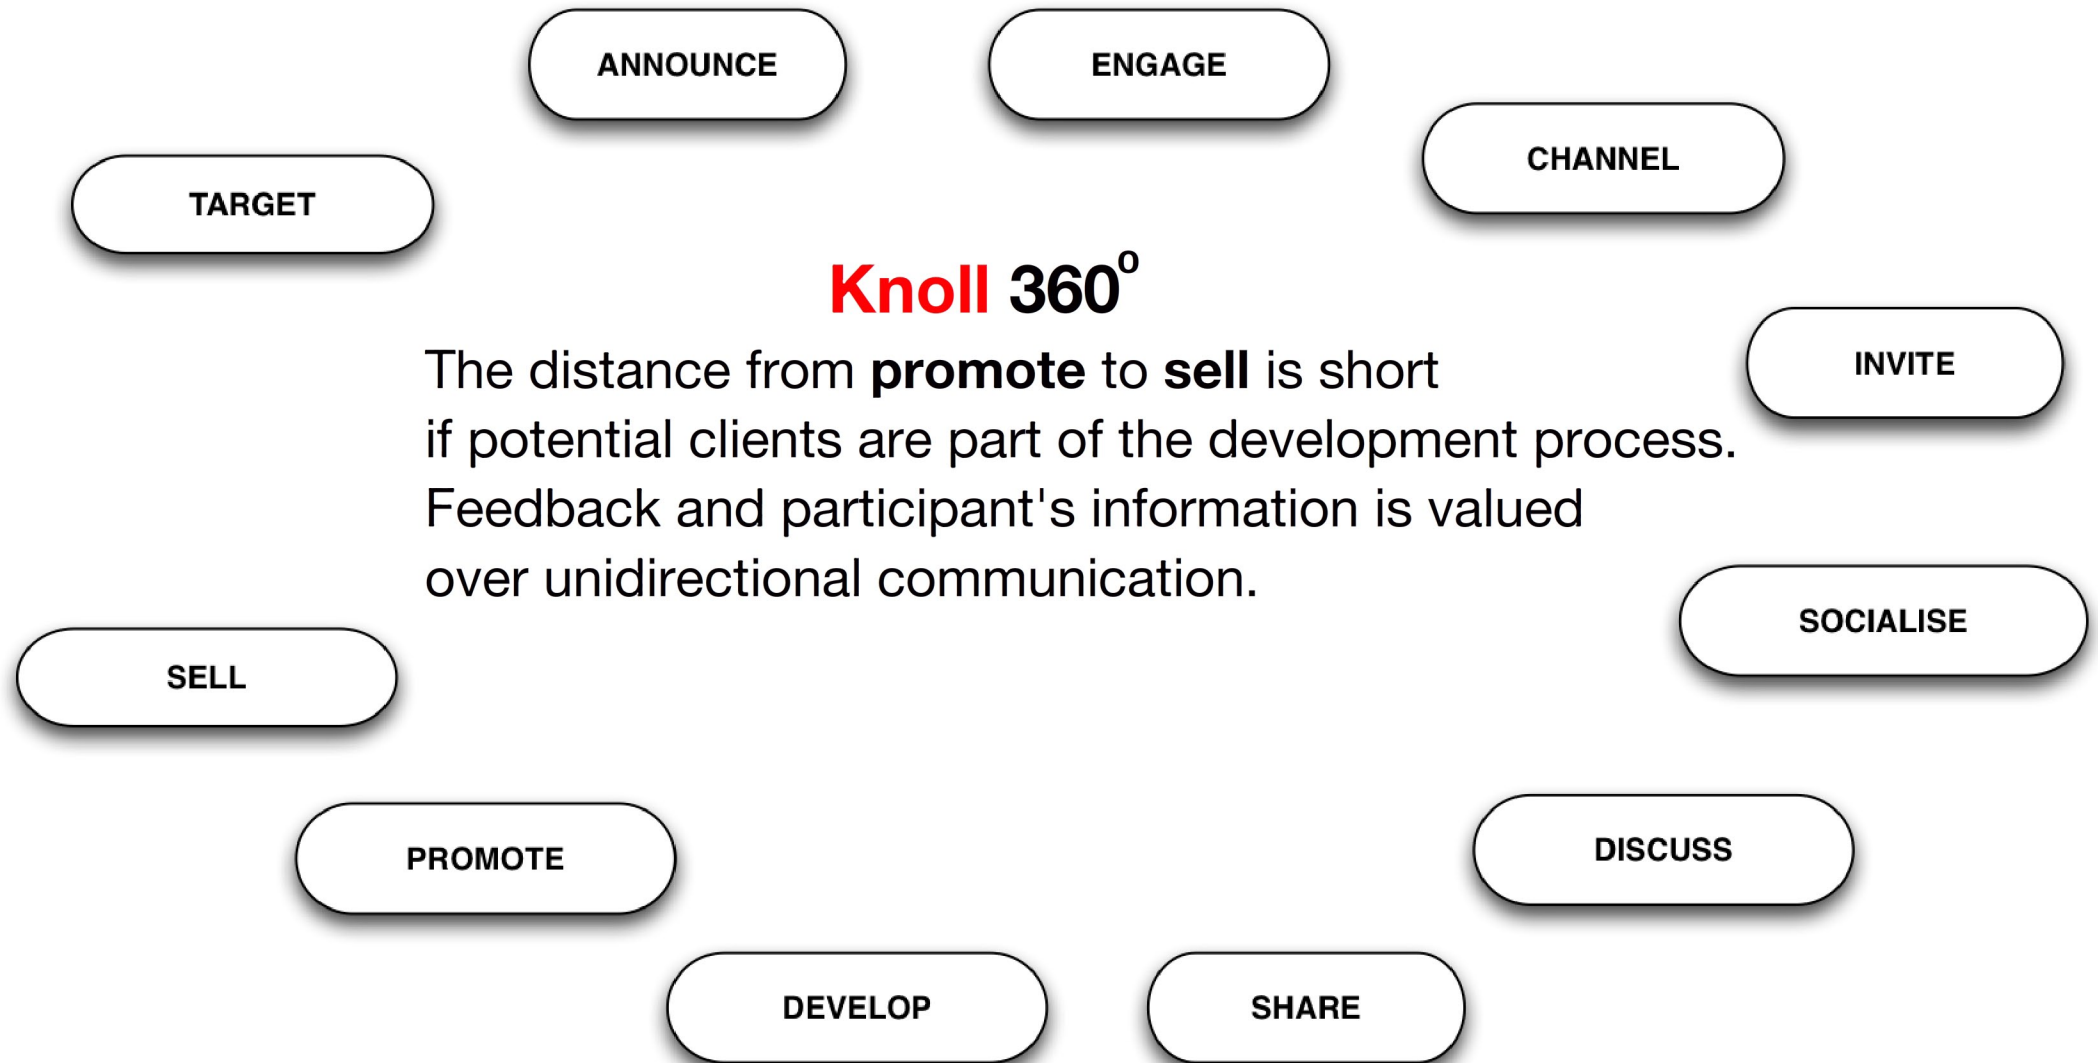 ANNOUNCE
ENGAGE
CHANNEL
TARGET
Knoll 360º
The distance from promote to sell is short
if potential clients are part of the development process.
Feedback and participant's information is valued
over unidirectional communication.
INVITE
SOCIALISE
SELL
PROMOTE
DISCUSS
DEVELOP
SHARE